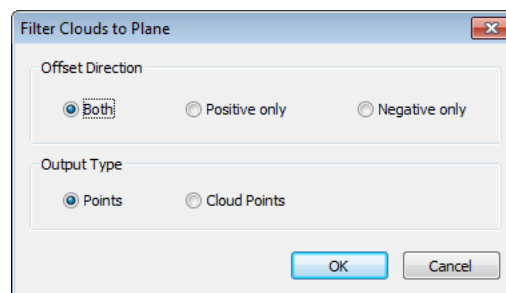 Filter Clouds to Plane
Offset Direction
Both Positive only Negative only
Output Type
Points Cloud Points
OK Cancel